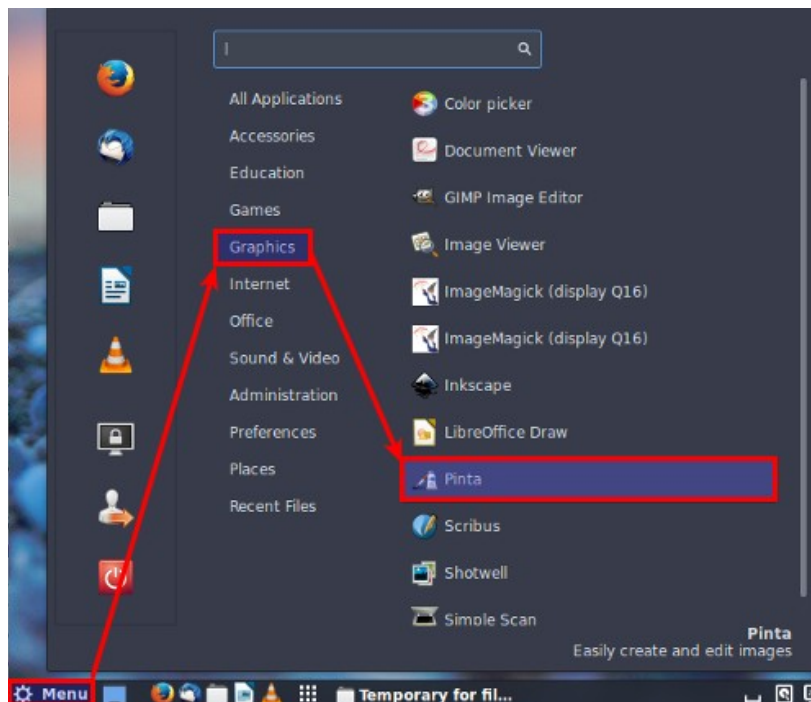 All Applications
Accessories
Education
Games
Graphics
Internet
Office
Sound & Video
Administration
Preferences
Places
Recent Files
Color picker
Document Viewer
GIMP Image Editor
Image Viewer
ImageMagick (display Q16)
ImageMagick (display Q16)
Inkscape
LibreOffice Draw
Pinta
Scribus
Shotwell
Simple Scan
Pinta
Easily create and edit images
Menu
Temporary for fil...